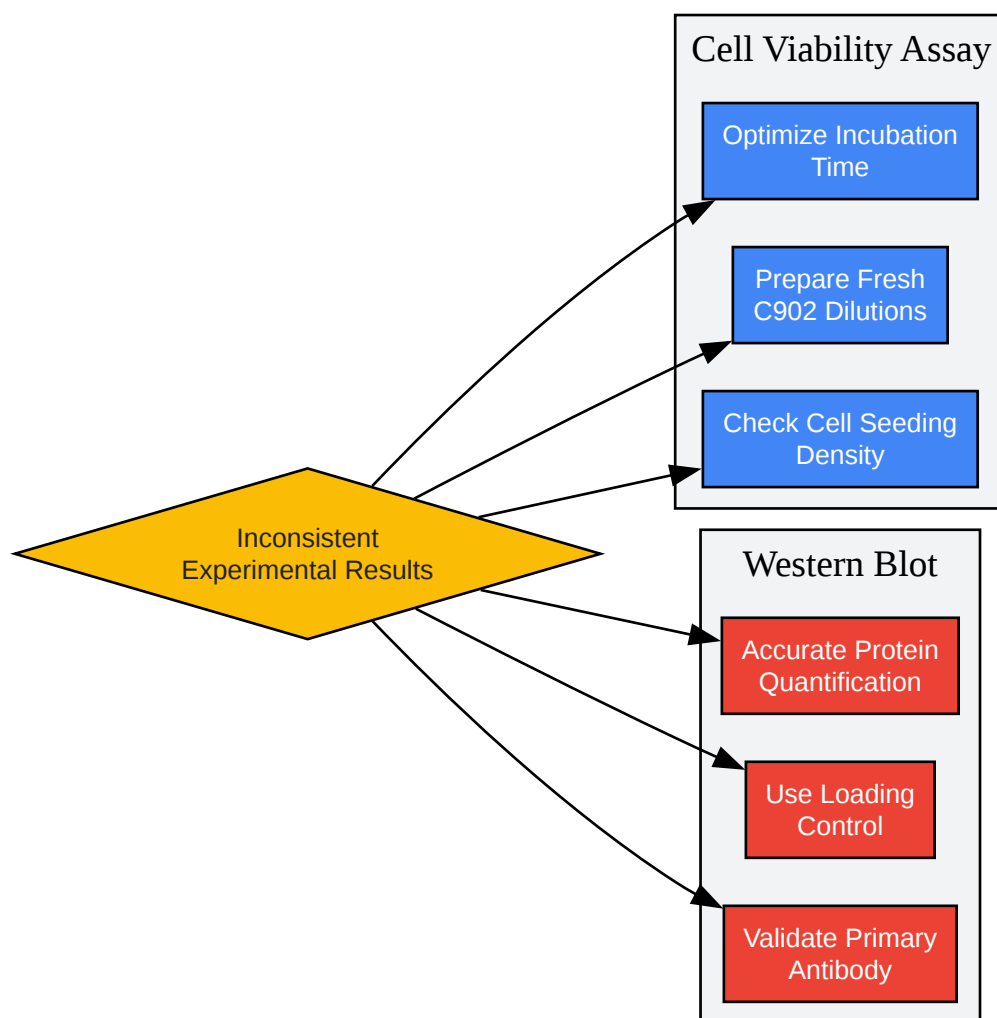 Cell Viability Assay
Optimize Incubation
Time
Prepare Fresh
C902 Dilutions
Check Cell Seeding
Density
Inconsistent
Experimental Results
Western Blot
Accurate Protein
Quantification
Use Loading
Control
Validate Primary
Antibody